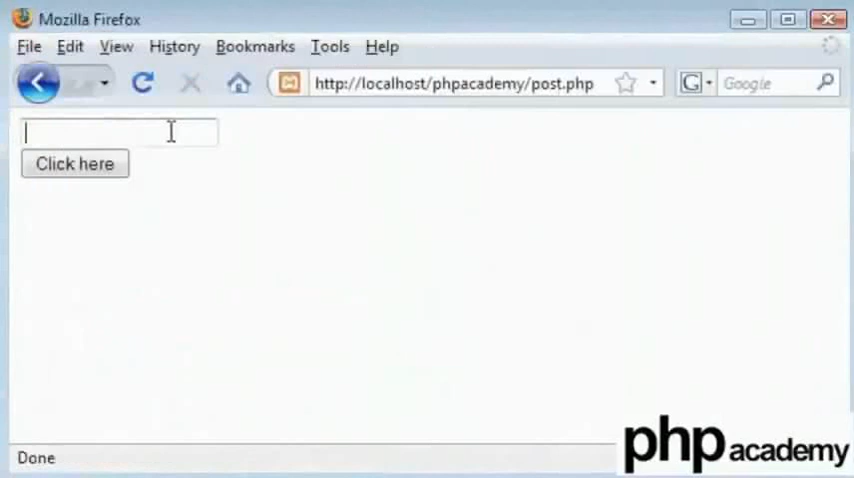 Mozilla Firefox
File Edit View History Bookmarks Tools Help
http://localhost/phpacademy/post.php G Google
Click here
Done
php academy